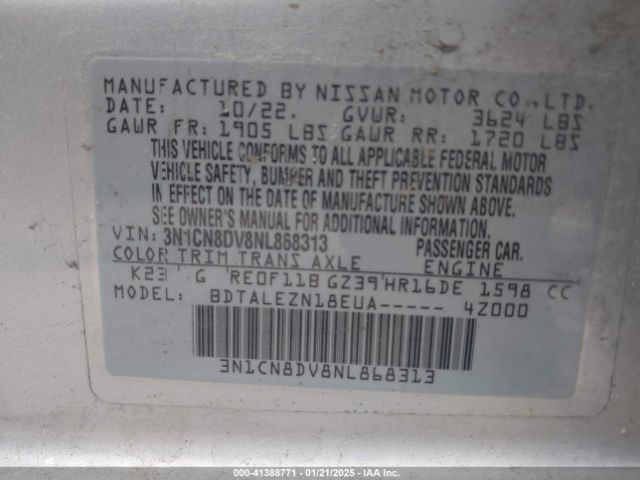 MANUFACTURED BY NISSAN MOTOR CO.,LTD.
DATE: 10/22. GVWR: 3624 LBS
GAWR FR: 1905 LBS GAWR RR: 1720 LBS
THIS VEHICLE CONFORMS TO ALL APPLICABLE FEDERAL MOTOR
VEHICLE SAFETY, BUMPER AND THEFT PREVENTION STANDARDS
IN EFFECT ON THE DATE OF MANUFACTURE SHOWN ABOVE.
SEE OWNER'S MANUAL FOR ADDITIONAL INFORMATION.
VIN: 3N1CN8DV8NL868313 PASSENGER CAR.
COLOR TRIM TRANS AXLE ENGINE
K23 G RE0F11B GZ39 HR16DE 1598 CC
MODEL: BDTALEZN18EUA----- 4Z000
3N1CN8DV8NL868313
000-41388771 — 01/21/2025 — IAA, Inc.